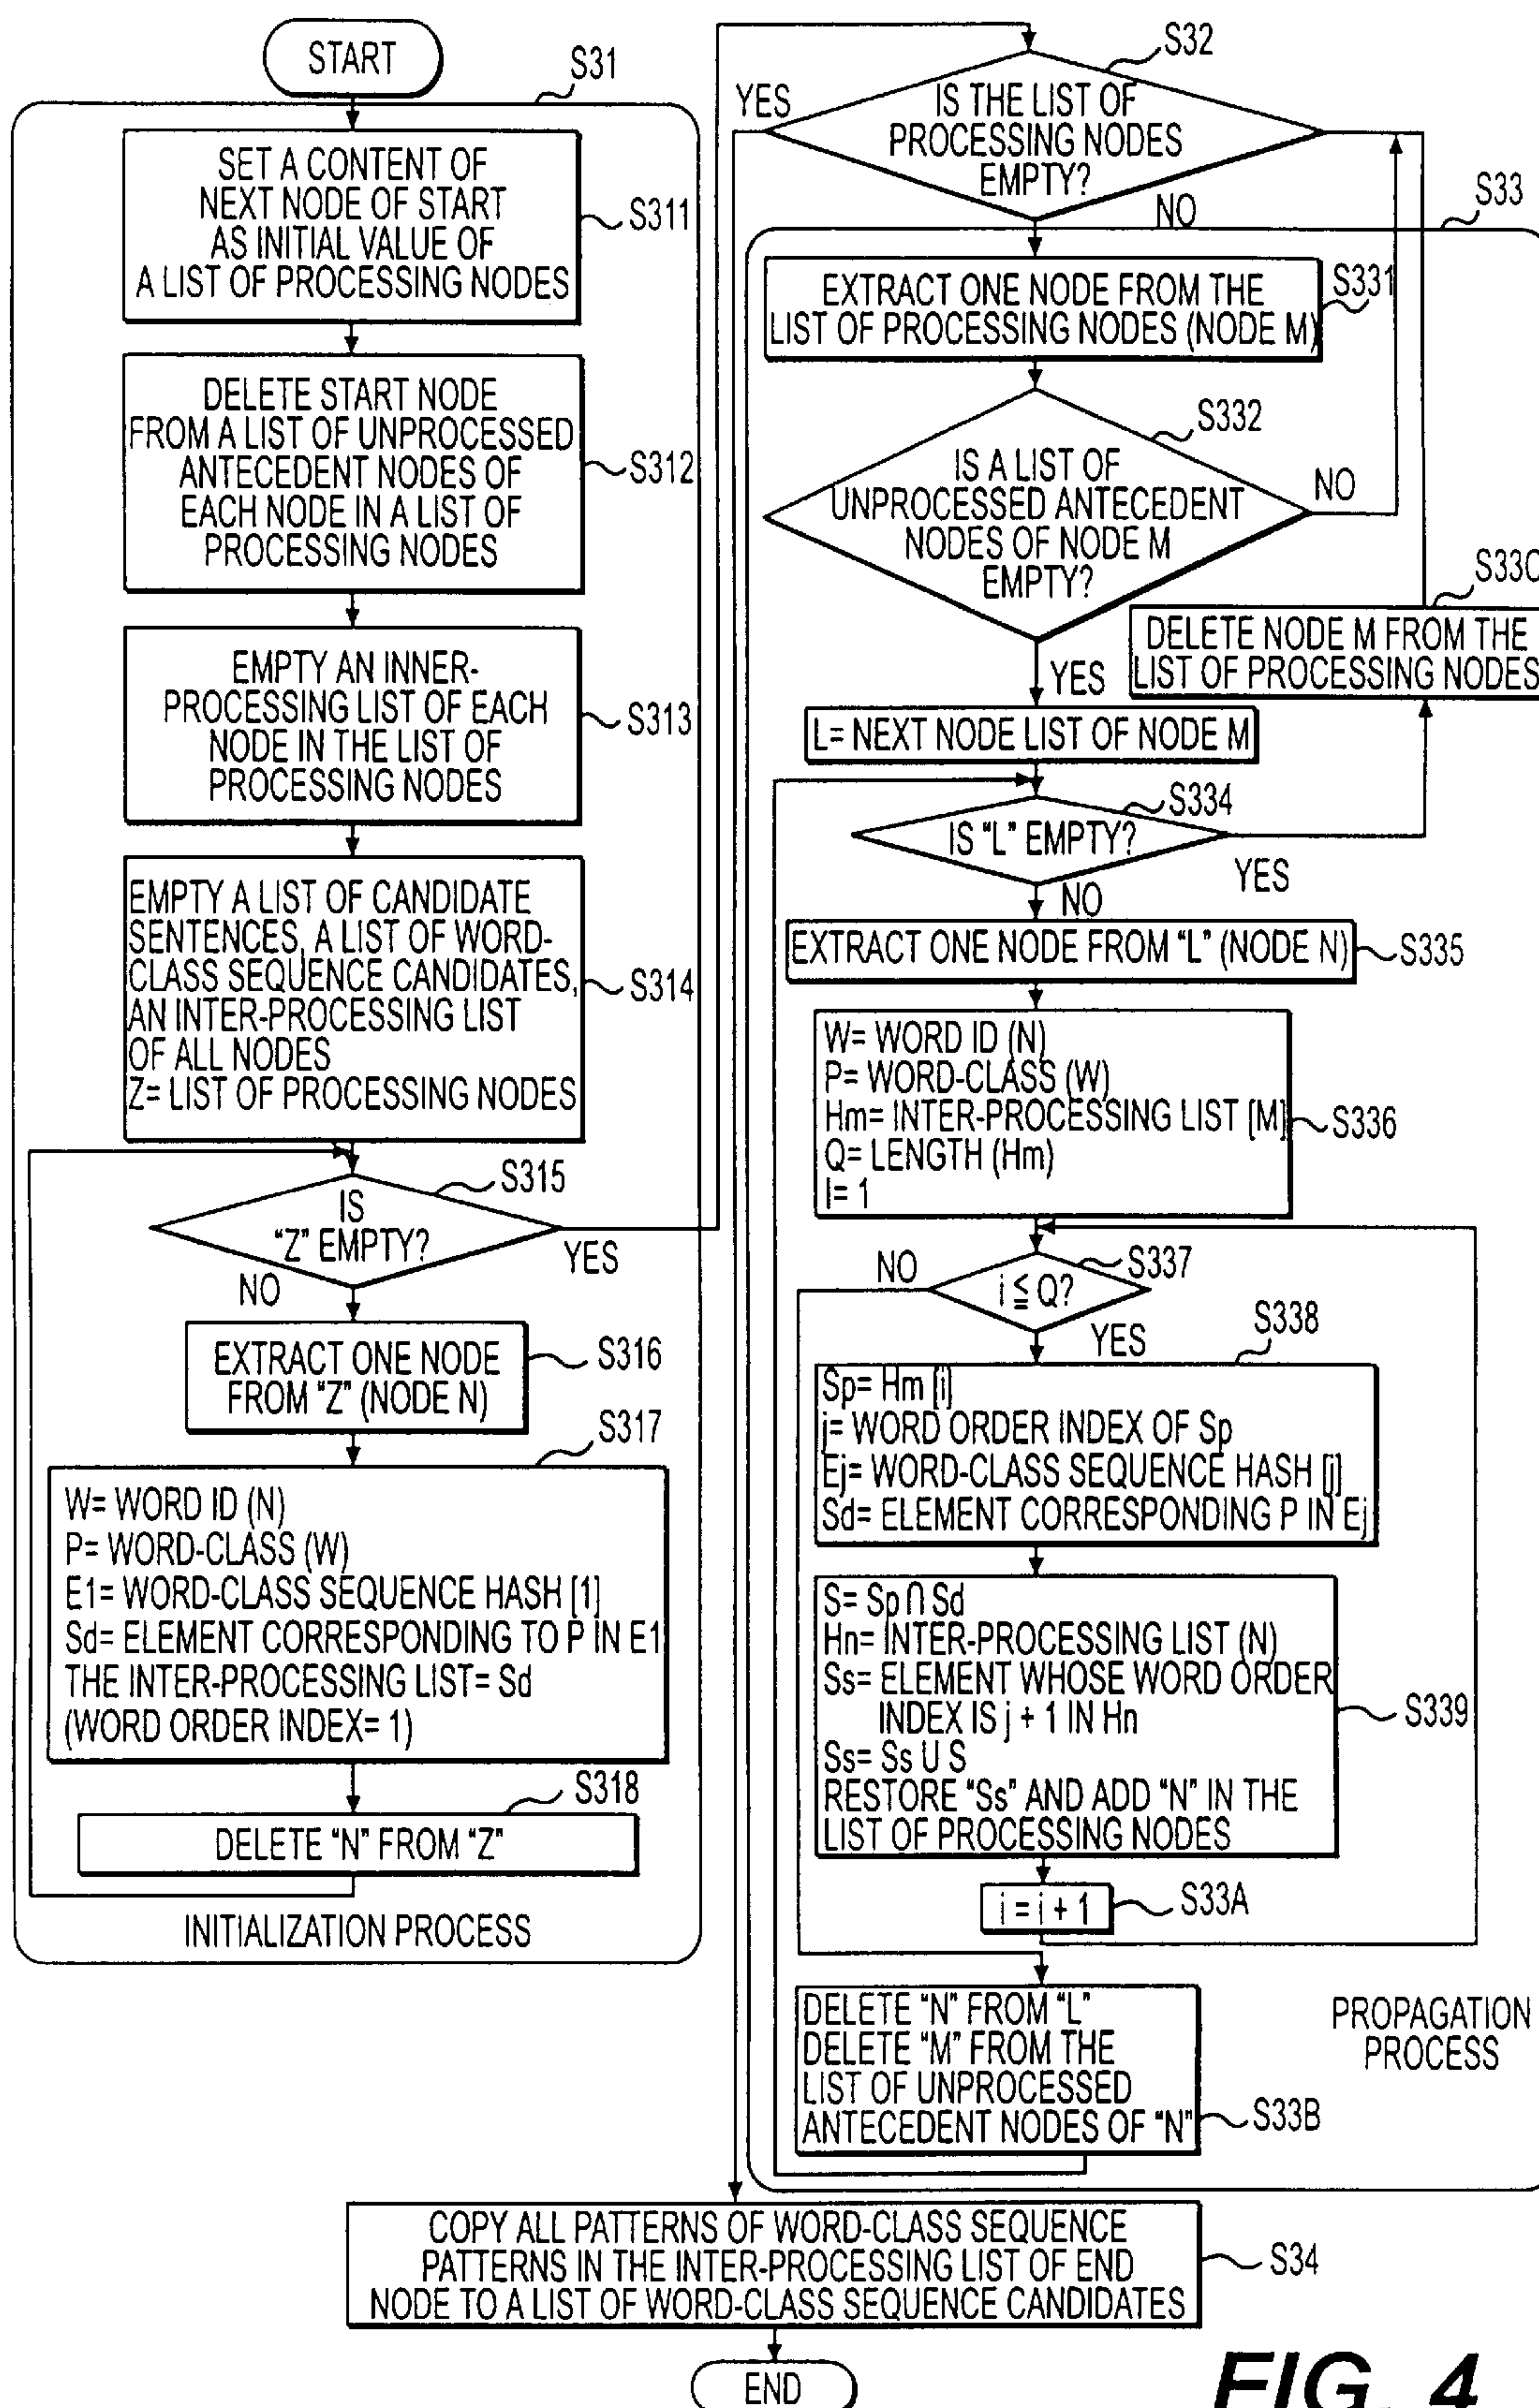 START
S31
SET A CONTENT OF
NEXT NODE OF START
AS INITIAL VALUE OF
A LIST OF PROCESSING NODES
S311
DELETE START NODE
FROM A LIST OF UNPROCESSED
ANTECEDENT NODES OF
EACH NODE IN A LIST OF
PROCESSING NODES
S312
EMPTY AN INNER-
PROCESSING LIST OF EACH
NODE IN THE LIST OF
PROCESSING NODES
S313
EMPTY A LIST OF CANDIDATE
SENTENCES, A LIST OF WORD-
CLASS SEQUENCE CANDIDATES,
AN INTER-PROCESSING LIST
OF ALL NODES
Z= LIST OF PROCESSING NODES
S314
S315
IS
"Z" EMPTY?
YES
NO
EXTRACT ONE NODE
FROM "Z" (NODE N)
S316
S317
W= WORD ID (N)
P= WORD-CLASS (W)
E1= WORD-CLASS SEQUENCE HASH [1]
Sd= ELEMENT CORRESPONDING TO P IN E1
THE INTER-PROCESSING LIST= Sd
(WORD ORDER INDEX= 1)
S318
DELETE "N" FROM "Z"
INITIALIZATION PROCESS
S32
YES
IS THE LIST OF
PROCESSING NODES
EMPTY?
NO
S33
EXTRACT ONE NODE FROM THE
LIST OF PROCESSING NODES (NODE M)
S331
S332
IS A LIST OF
UNPROCESSED ANTECEDENT
NODES OF NODE M
EMPTY?
NO
YES
S33C
DELETE NODE M FROM THE
LIST OF PROCESSING NODES
L= NEXT NODE LIST OF NODE M
S334
IS "L" EMPTY?
YES
NO
EXTRACT ONE NODE FROM "L" (NODE N)
S335
W= WORD ID (N)
P= WORD-CLASS (W)
Hm= INTER-PROCESSING LIST [M]
Q= LENGTH (Hm)
I= 1
S336
NO
S337
i ≦ Q?
YES
S338
Sp= Hm [i]
j= WORD ORDER INDEX OF Sp
Ej= WORD-CLASS SEQUENCE HASH [j]
Sd= ELEMENT CORRESPONDING P IN Ej
S= Sp ∩ Sd
Hn= INTER-PROCESSING LIST (N)
Ss= ELEMENT WHOSE WORD ORDER
INDEX IS j + 1 IN Hn
Ss= Ss U S
RESTORE "Ss" AND ADD "N" IN THE
LIST OF PROCESSING NODES
S339
i = i + 1
S33A
DELETE "N" FROM "L"
DELETE "M" FROM THE
LIST OF UNPROCESSED
ANTECEDENT NODES OF "N"
S33B
PROPAGATION
PROCESS
COPY ALL PATTERNS OF WORD-CLASS SEQUENCE
PATTERNS IN THE INTER-PROCESSING LIST OF END
NODE TO A LIST OF WORD-CLASS SEQUENCE CANDIDATES
S34
END
FIG. 4